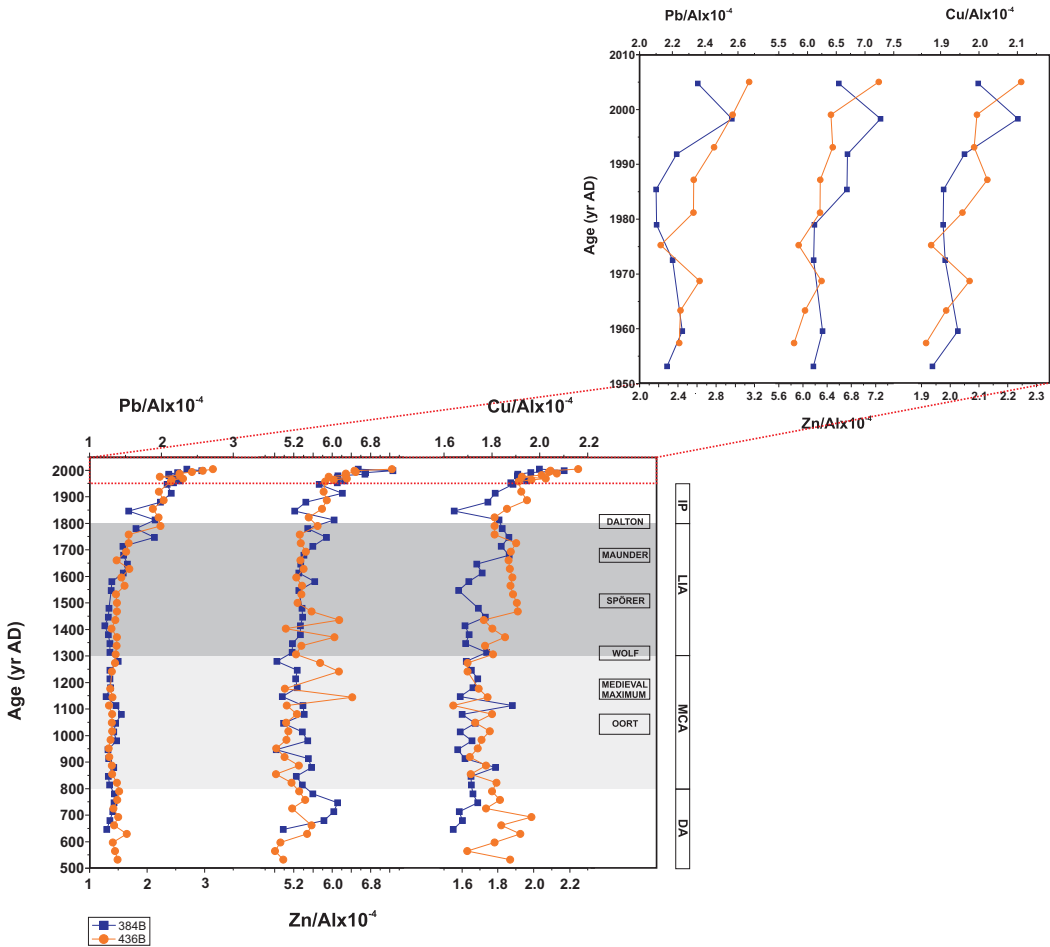 Pb/Alx10-4
Cu/Alx10-4
2.0 2.2 2.4 2.6 5.5 6.0 6.5 7.0 7.5 1.9 2.0 2.1
2010
2000
1990
1980
1970
1960
1950
Age (yr AD)
2.0 2.4 2.8 3.2 5.6 6.0 6.4 6.8 7.2 1.9 2.0 2.1 2.2 2.3
Zn/Alx10-4
Pb/Alx10-4
Cu/Alx10-4
1 2 3 5.2 6.0 6.8 1.6 1.8 2.0 2.2
2000
1900
1800
1700
1600
1500
1400
1300
1200
1100
1000
900
800
700
600
500
Age (yr AD)
DALTON
MAUNDER
SPÖRER
WOLF
MEDIEVAL
MAXIMUM
OORT
IP
LIA
MCA
DA
1 2 3 5.2 6.0 6.8 1.6 1.8 2.0 2.2
Zn/Alx10-4
384B
436B